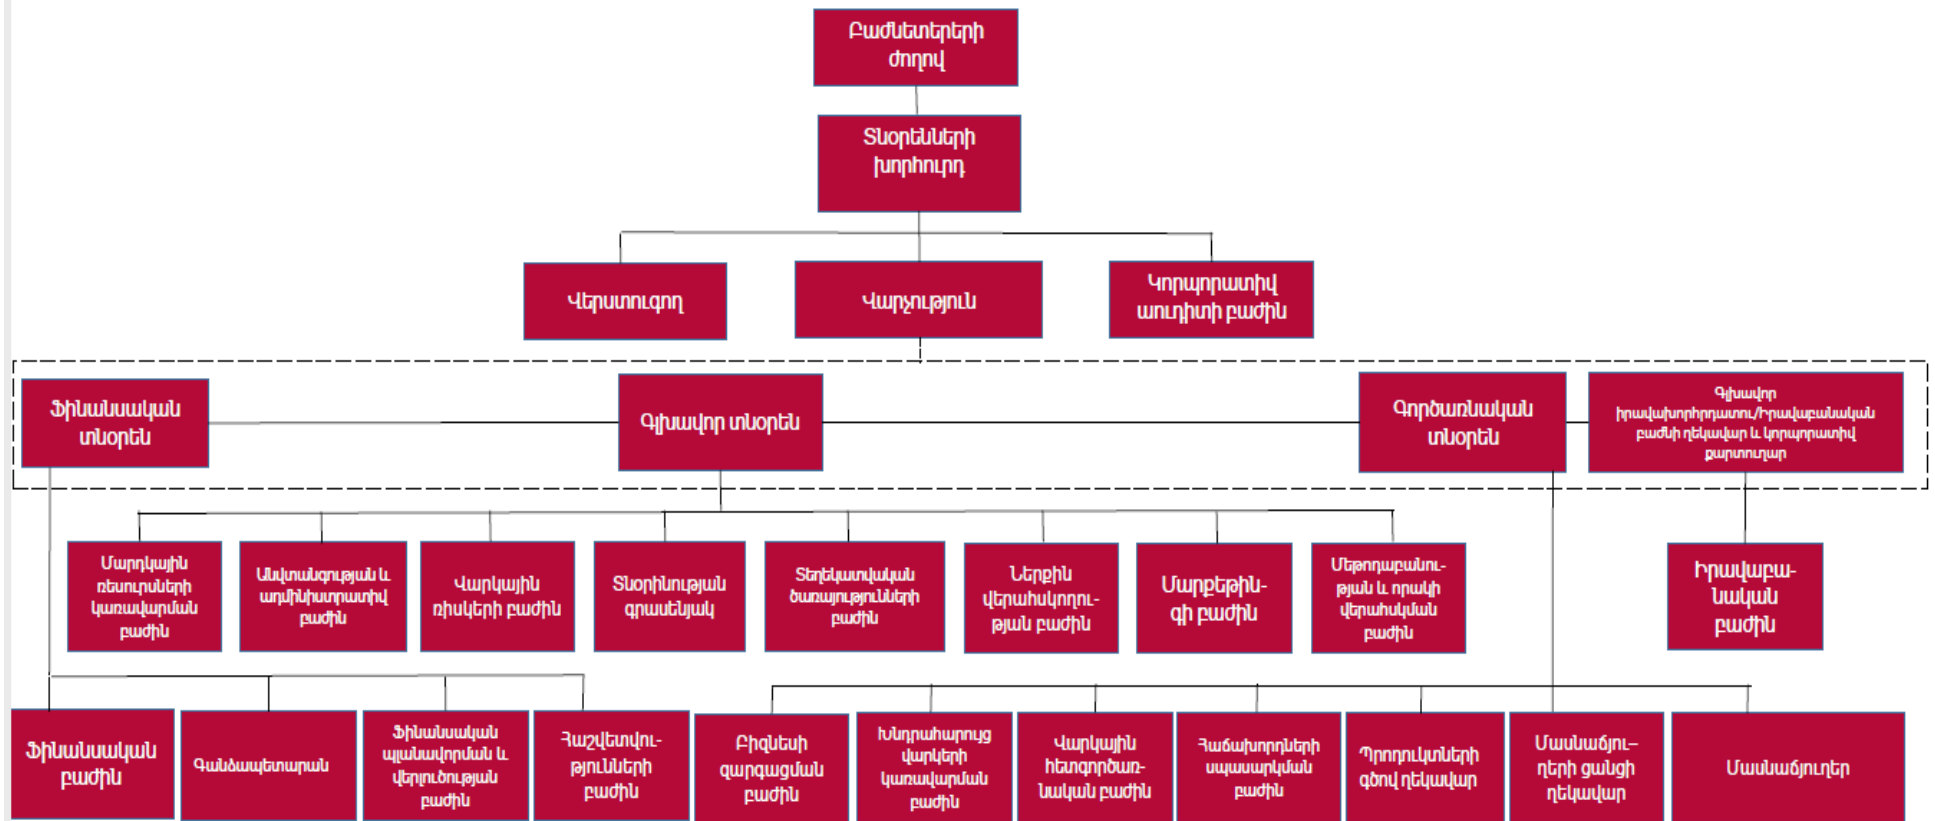 Բաժնետերերի
ժողով
Տնօրենների
խորհուրդ
Վերստուգող
Վարչություն
Կորպորատիվ
աուդիտի բաժին
Ֆինանսական
տնօրեն
Գլխավոր տնօրեն
Գործառնական
տնօրեն
Գլխավոր
իրավախորհրդատու/Իրավաբանական
բաժնի ղեկավար և կորպորատիվ
քարտուղար
Մարդկային
ռեսուրսների
կառավարման
բաժին
Անվտանգության և
ադմինիստրատիվ
բաժին
Վարկային
ռիսկերի բաժին
Տնօրինության
գրասենյակ
Տեղեկատվական
ծառայությունների
բաժին
Ներքին
վերահսկողու-
թյան բաժին
Մարքեթին-
գի բաժին
Մեթոդաբանու-
թյան և որակի
վերահսկման
բաժին
Իրավաբա-
նական
բաժին
Ֆինանսական
բաժին
Գանձապետարան
Ֆինանսական
պլանավորման և
վերլուծության
բաժին
Հաշվետվու-
թյունների
բաժին
Բիզնեսի
զարգացման
բաժին
Խնդրահարույց
վարկերի
կառավարման
բաժին
Վարկային
հետգործառ-
նական բաժին
Հաճախորդների
սպասարկման
բաժին
Պրոդուկտների
գծով ղեկավար
Մասնաճյու–
ղերի ցանցի
ղեկավար
Մասնաճյուղեր